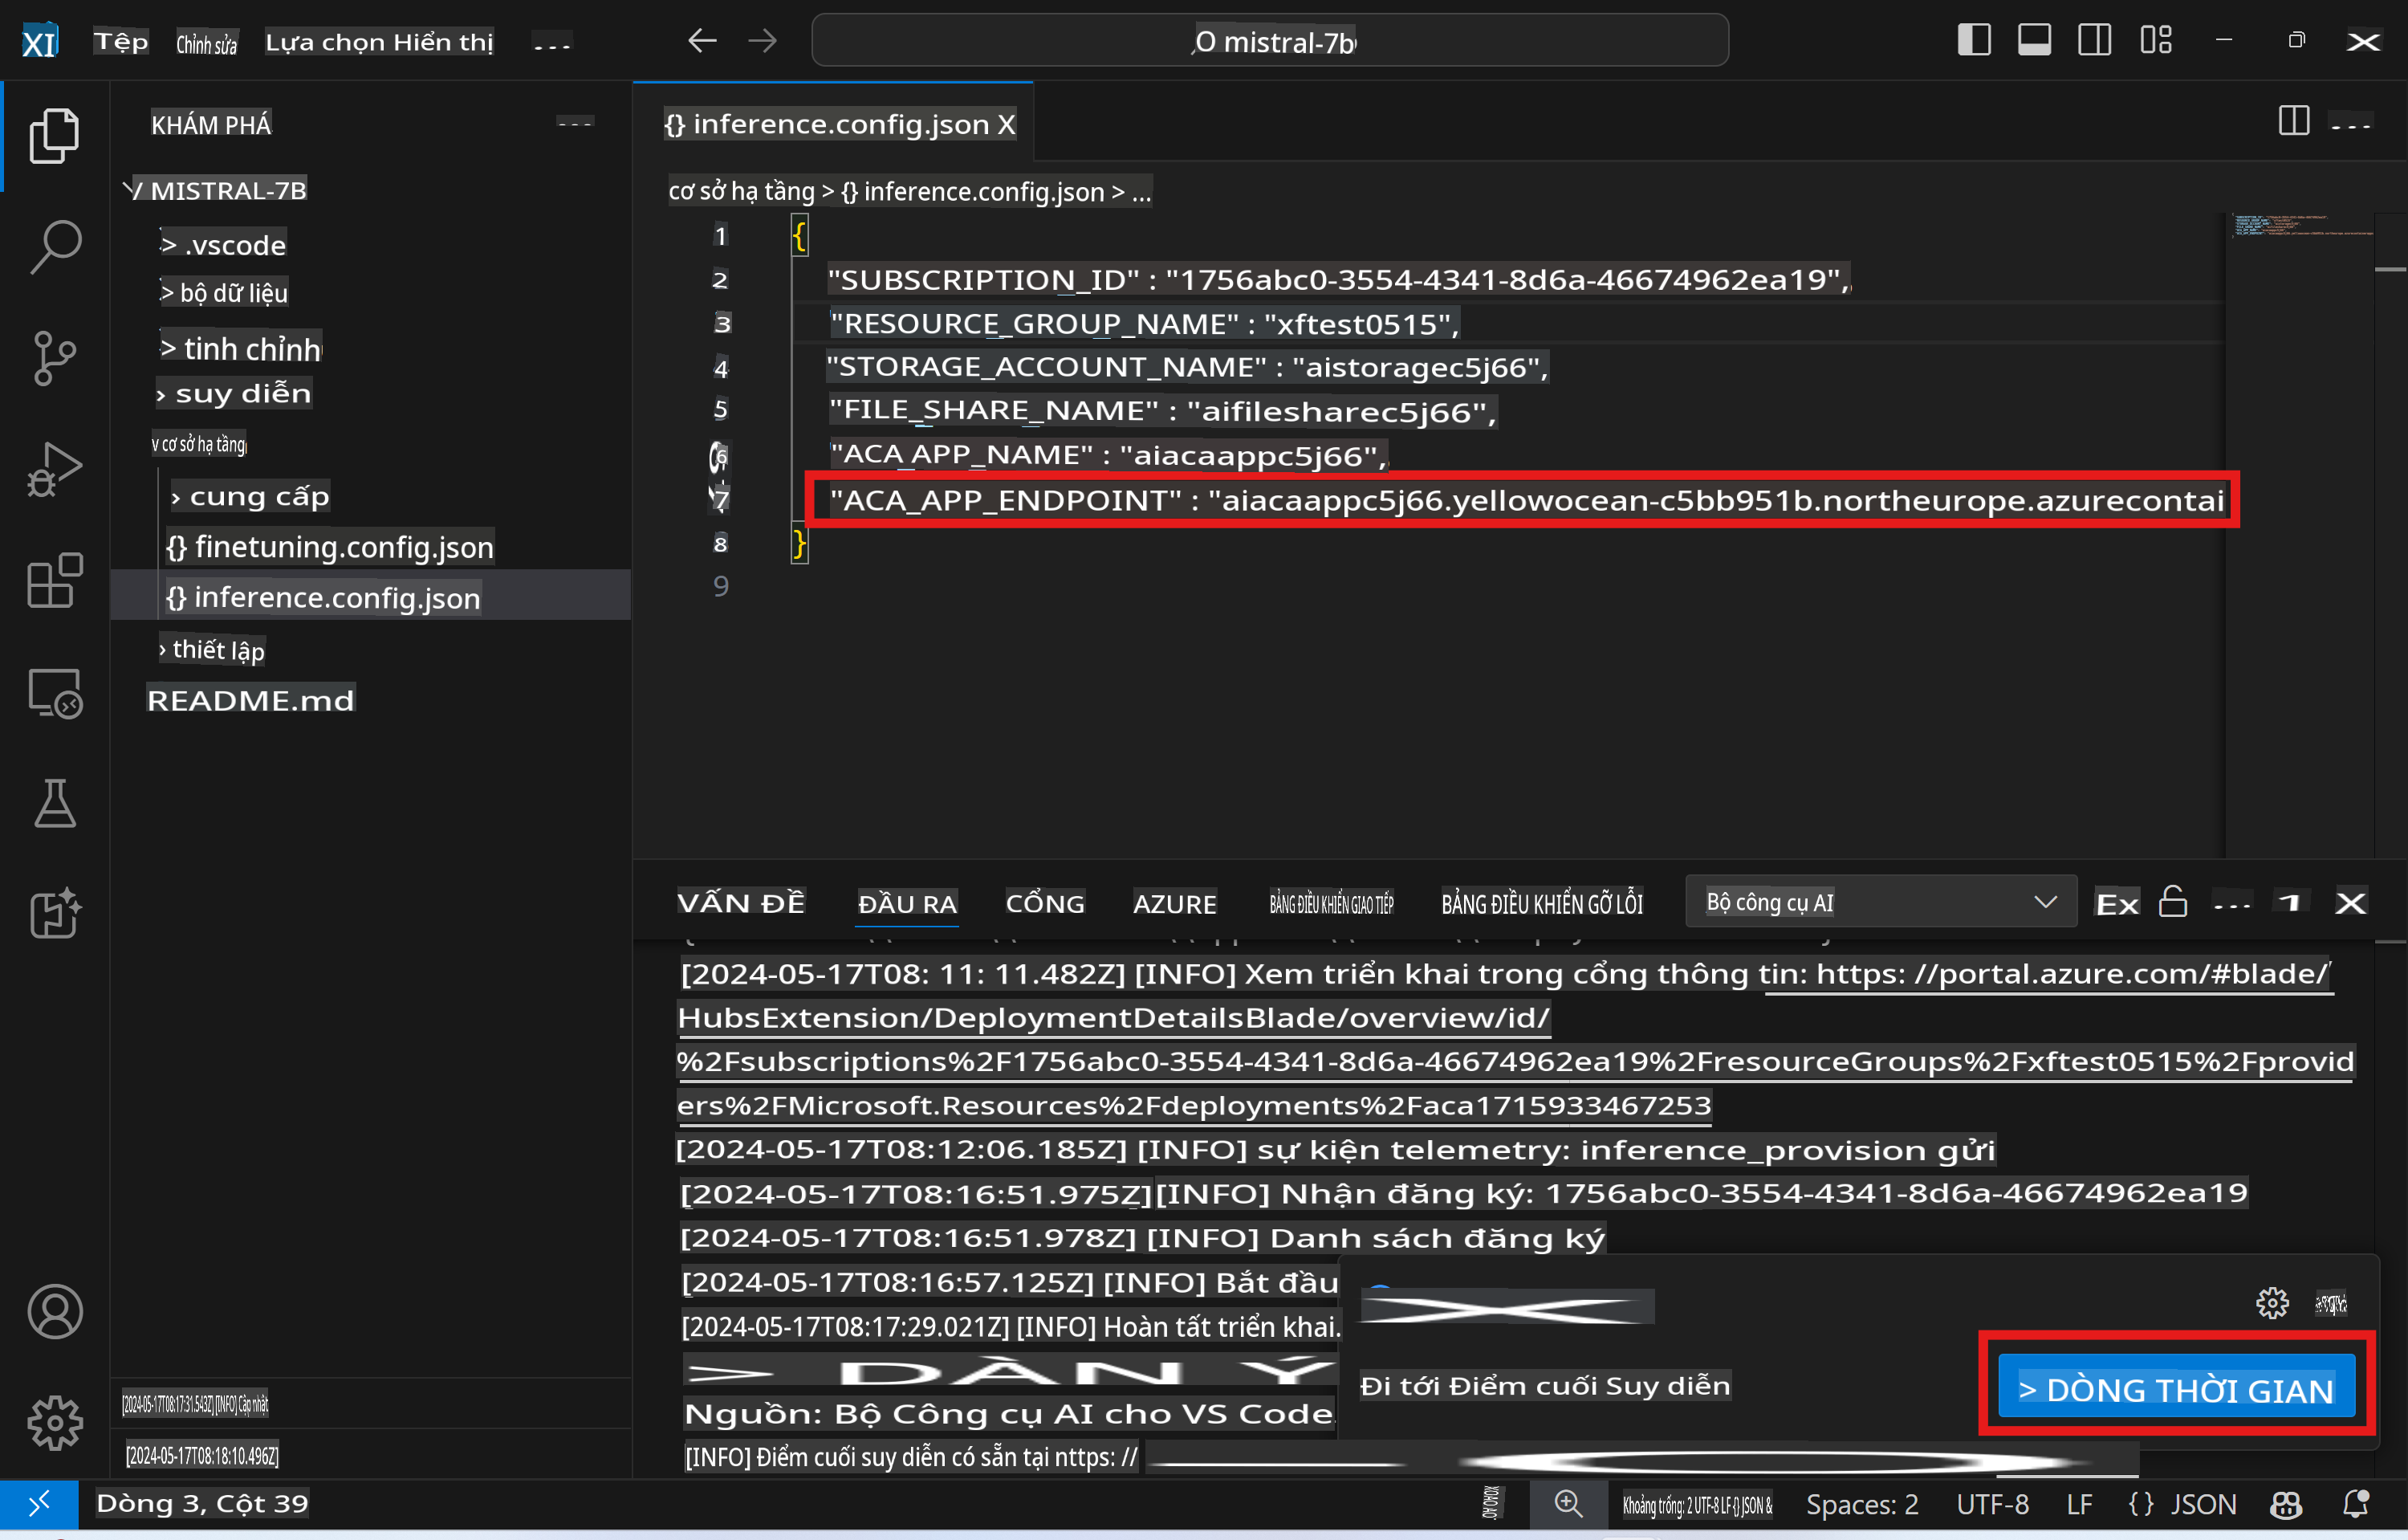 Tệp Chỉnh sửa Lựa chọn Hiển thị ...
mistral-7b
KHÁM PHÁ ...
MISTRAL-7B
> .vscode
> bộ dữ liệu
> tinh chỉnh
> suy diễn
v cơ sở hạ tầng
> cung cấp
{} finetuning.config.json
{} inference.config.json
> thiết lập
README.md
[2024-05-17T08:17:31.543Z] [INFO] Cập nhật
[2024-05-17T08:18:10.496Z]
{} inference.config.json X
cơ sở hạ tầng > {} inference.config.json > ...
1 {
2 "SUBSCRIPTION_ID" : "1756abc0-3554-4341-8d6a-46674962ea19",
3 "RESOURCE_GROUP_NAME" : "xftest0515",
4 "STORAGE_ACCOUNT_NAME" : "aistoragec5j66",
5 "FILE_SHARE_NAME" : "aifilesharec5j66",
6 "ACA_APP_NAME" : "aiacaappc5j66",
7 "ACA_APP_ENDPOINT" : "aiacaappc5j66.yellowocean-c5bb951b.northeurope.azurecontai
8 }
9
VẤN ĐỀ ĐẦU RA CỔNG AZURE BẢNG ĐIỀU KHIỂN GIAO TIẾP BẢNG ĐIỀU KHIỂN GỠ LỖI Bộ công cụ AI Ex ... 1 X
[2024-05-17T08: 11: 11.482Z] [INFO] Xem triển khai trong cổng thông tin: https: //portal.azure.com/#blade/
HubsExtension/DeploymentDetailsBlade/overview/id/
%2Fsubscriptions%2F1756abc0-3554-4341-8d6a-46674962ea19%2FresourceGroups%2Fxftest0515%2Fprovid
ers%2FMicrosoft.Resources%2Fdeployments%2Faca1715933467253
[2024-05-17T08:12:06.185Z] [INFO] sự kiện telemetry: inference_provision gửi
[2024-05-17T08:16:51.975Z][INFO] Nhận đăng ký: 1756abc0-3554-4341-8d6a-46674962ea19
[2024-05-17T08:16:51.978Z] [INFO] Danh sách đăng ký
[2024-05-17T08:16:57.125Z] [INFO] Bắt đầu
[2024-05-17T08:17:29.021Z] [INFO] Hoàn tất triển khai.
> DÀN Ý
Đi tới Điểm cuối Suy diễn
> DÒNG THỜI GIAN
Nguồn: Bộ Công cụ AI cho VS Code
[INFO] Điểm cuối suy diễn có sẵn tại nttps: //
Dòng 3, Cột 39
Khoảng trống: 2 UTF-8 LF {} JSON &
Spaces: 2 UTF-8 LF {} JSON